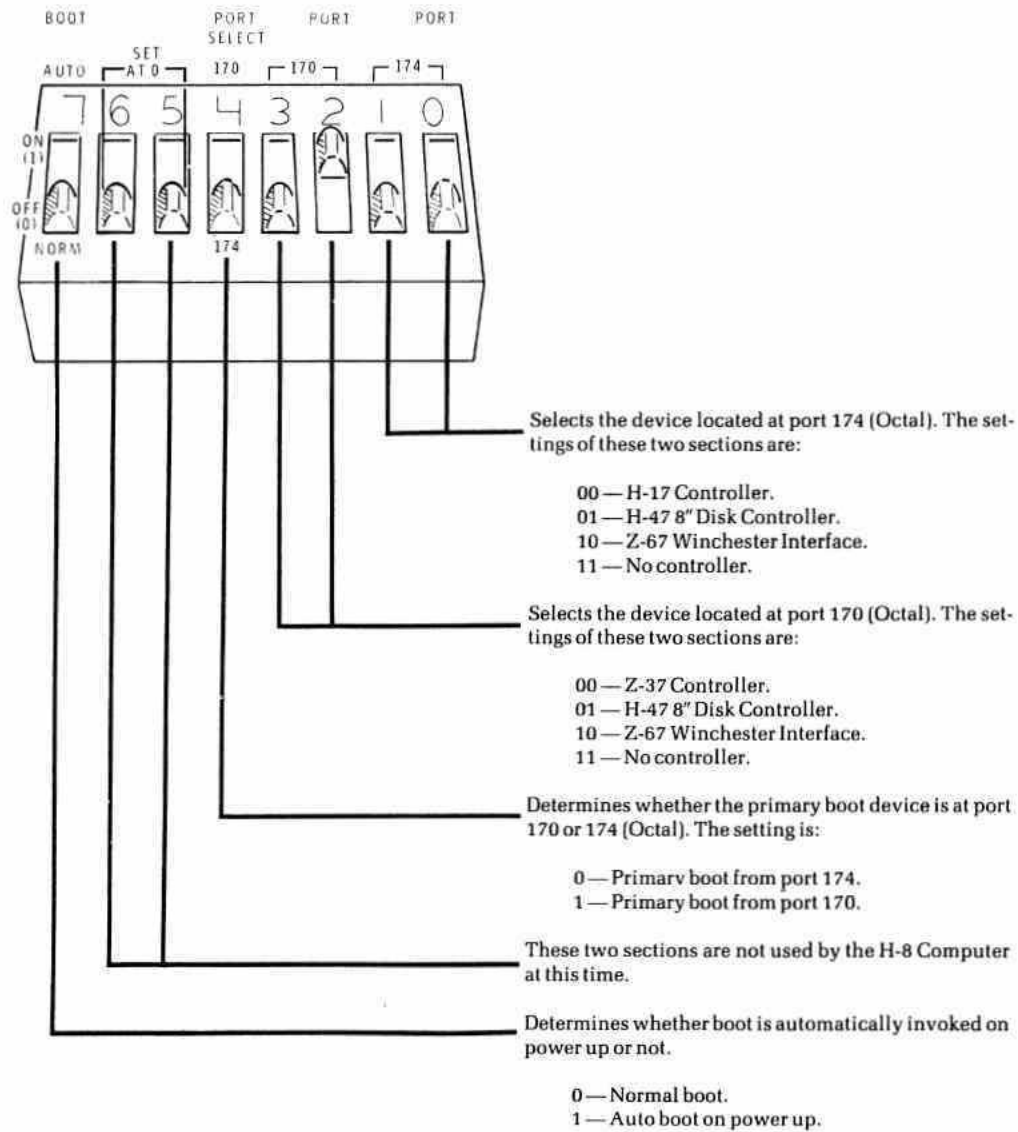 BOOT PORT PORT PORT
SELECT
SET
AUTO AT 0 170 170 174
7 6 5 4 3 2 1 0
ON
(1)
OFF
(0)
NORM 174
Selects the device located at port 174 (Octal). The set-
tings of these two sections are:
00 — H-17 Controller.
01 — H-47 8" Disk Controller.
10 — Z-67 Winchester Interface.
11 — No controller.
Selects the device located at port 170 (Octal). The set-
tings of these two sections are:
00 — Z-37 Controller.
01 — H-47 8" Disk Controller.
10 — Z-67 Winchester Interface.
11 — No controller.
Determines whether the primary boot device is at port
170 or 174 (Octal). The setting is:
0 — Primary boot from port 174.
1 — Primary boot from port 170.
These two sections are not used by the H-8 Computer
at this time.
Determines whether boot is automatically invoked on
power up or not.
0 — Normal boot.
1 — Auto boot on power up.